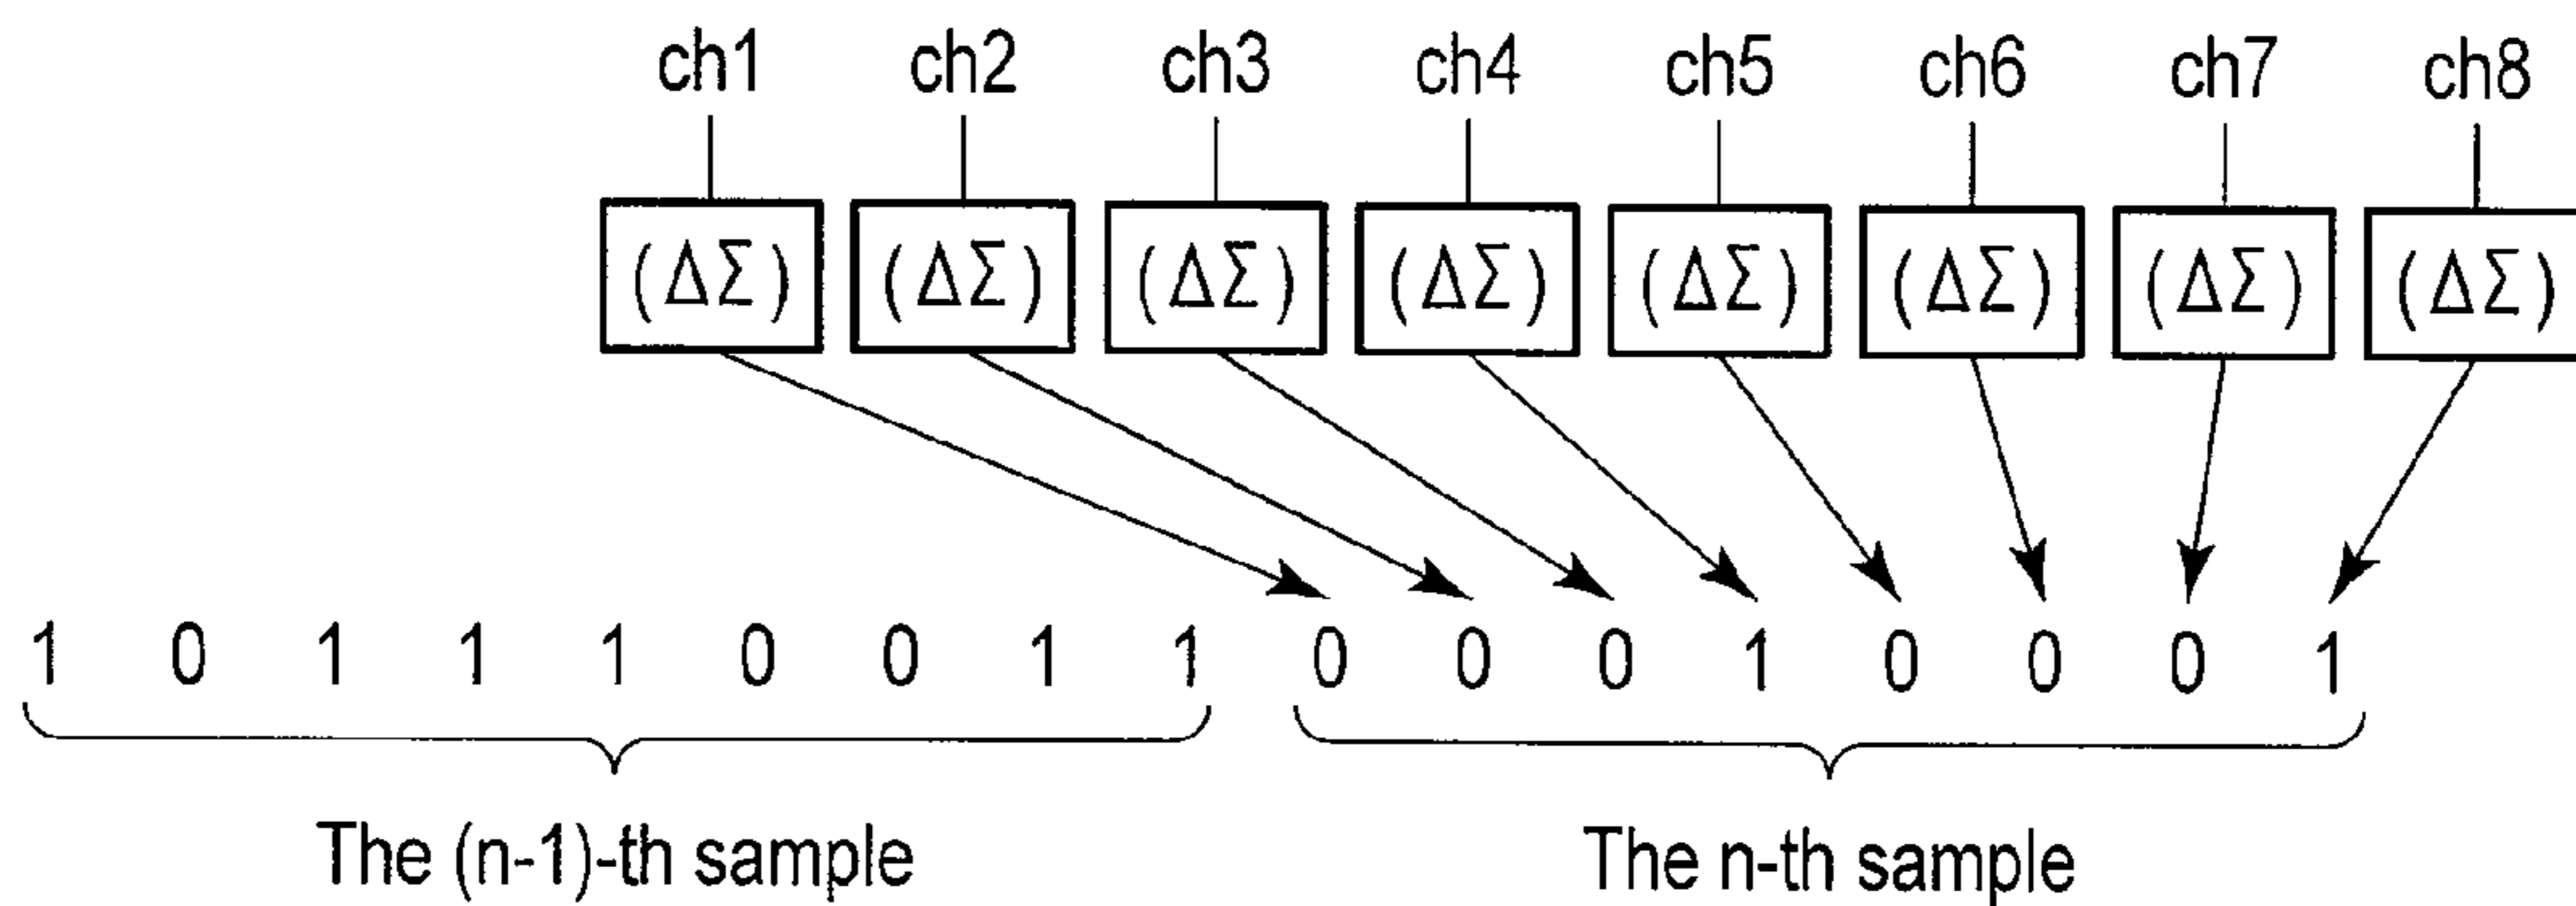 ch1 ch2 ch3 ch4 ch5 ch6 ch7 ch8
(ΔΣ) (ΔΣ) (ΔΣ) (ΔΣ) (ΔΣ) (ΔΣ) (ΔΣ) (ΔΣ)
1 0 1 1 1 0 0 1 1 0 0 0 1 0 0 0 1
The (n-1)-th sample The n-th sample